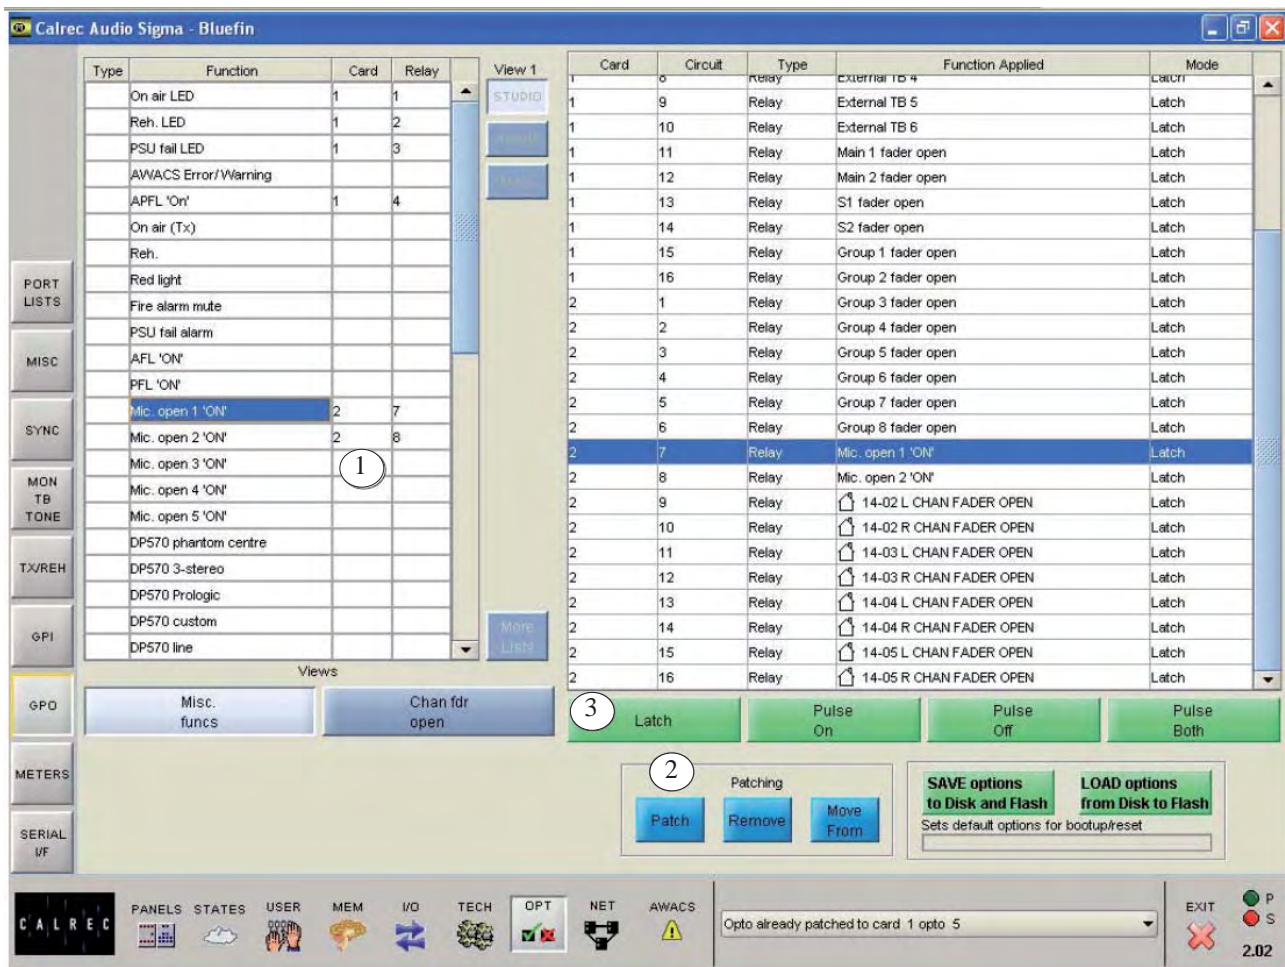 Calrec Audio Sigma - Bluefin
Type Function Card Relay
On air LED 1 1
Reh. LED 1 2
PSU fail LED 1 3
AWACS Error/Warning
APFL 'On' 1 4
On air (Tx)
Reh.
Red light
Fire alarm mute
PSU fail alarm
AFL 'ON'
PFL 'ON'
Mic. open 1 'ON' 2 7
Mic. open 2 'ON' 2 8
Mic. open 3 'ON'
Mic. open 4 'ON'
Mic. open 5 'ON'
DP570 phantom centre
DP570 3-stereo
DP570 Prologic
DP570 custom
DP570 line
1
View 1
STUDIO
More
Lists
Views
Misc.
funcs
Chan fdr
open
Card Circuit Type Function Applied Mode
1 8 Relay External TB 4 Latch
1 9 Relay External TB 5 Latch
1 10 Relay External TB 6 Latch
1 11 Relay Main 1 fader open Latch
1 12 Relay Main 2 fader open Latch
1 13 Relay S1 fader open Latch
1 14 Relay S2 fader open Latch
1 15 Relay Group 1 fader open Latch
1 16 Relay Group 2 fader open Latch
2 1 Relay Group 3 fader open Latch
2 2 Relay Group 4 fader open Latch
2 3 Relay Group 5 fader open Latch
2 4 Relay Group 6 fader open Latch
2 5 Relay Group 7 fader open Latch
2 6 Relay Group 8 fader open Latch
2 7 Relay Mic. open 1 'ON' Latch
2 8 Relay Mic. open 2 'ON' Latch
2 9 Relay 14-02 L CHAN FADER OPEN Latch
2 10 Relay 14-02 R CHAN FADER OPEN Latch
2 11 Relay 14-03 L CHAN FADER OPEN Latch
2 12 Relay 14-03 R CHAN FADER OPEN Latch
2 13 Relay 14-04 L CHAN FADER OPEN Latch
2 14 Relay 14-04 R CHAN FADER OPEN Latch
2 15 Relay 14-05 L CHAN FADER OPEN Latch
2 16 Relay 14-05 R CHAN FADER OPEN Latch
3
Latch
Pulse
On
Pulse
Off
Pulse
Both
2
Patching
Patch
Remove
Move
From
SAVE options
to Disk and Flash
LOAD options
from Disk to Flash
Sets default options for bootup/reset
PORT
LISTS
MISC
SYNC
MON
TB
TONE
TX/REH
GPI
GPO
METERS
SERIAL
I/F
CALREC
PANELS
STATES
USER
MEM
I/O
TECH
OPT
NET
AWACS
Opto already patched to card 1 opto 5
EXIT
P
S
2.02